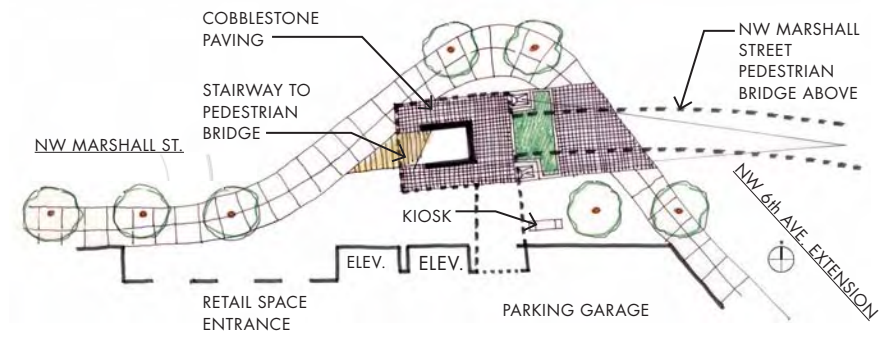 COBBLESTONE
PAVING
NW MARSHALL
STREET
PEDESTRIAN
BRIDGE ABOVE
STAIRWAY TO
PEDESTRIAN
BRIDGE
NW MARSHALL ST.
KIOSK
NW 6th AVE. EXTENSION
ELEV.
ELEV.
RETAIL SPACE
ENTRANCE
PARKING GARAGE